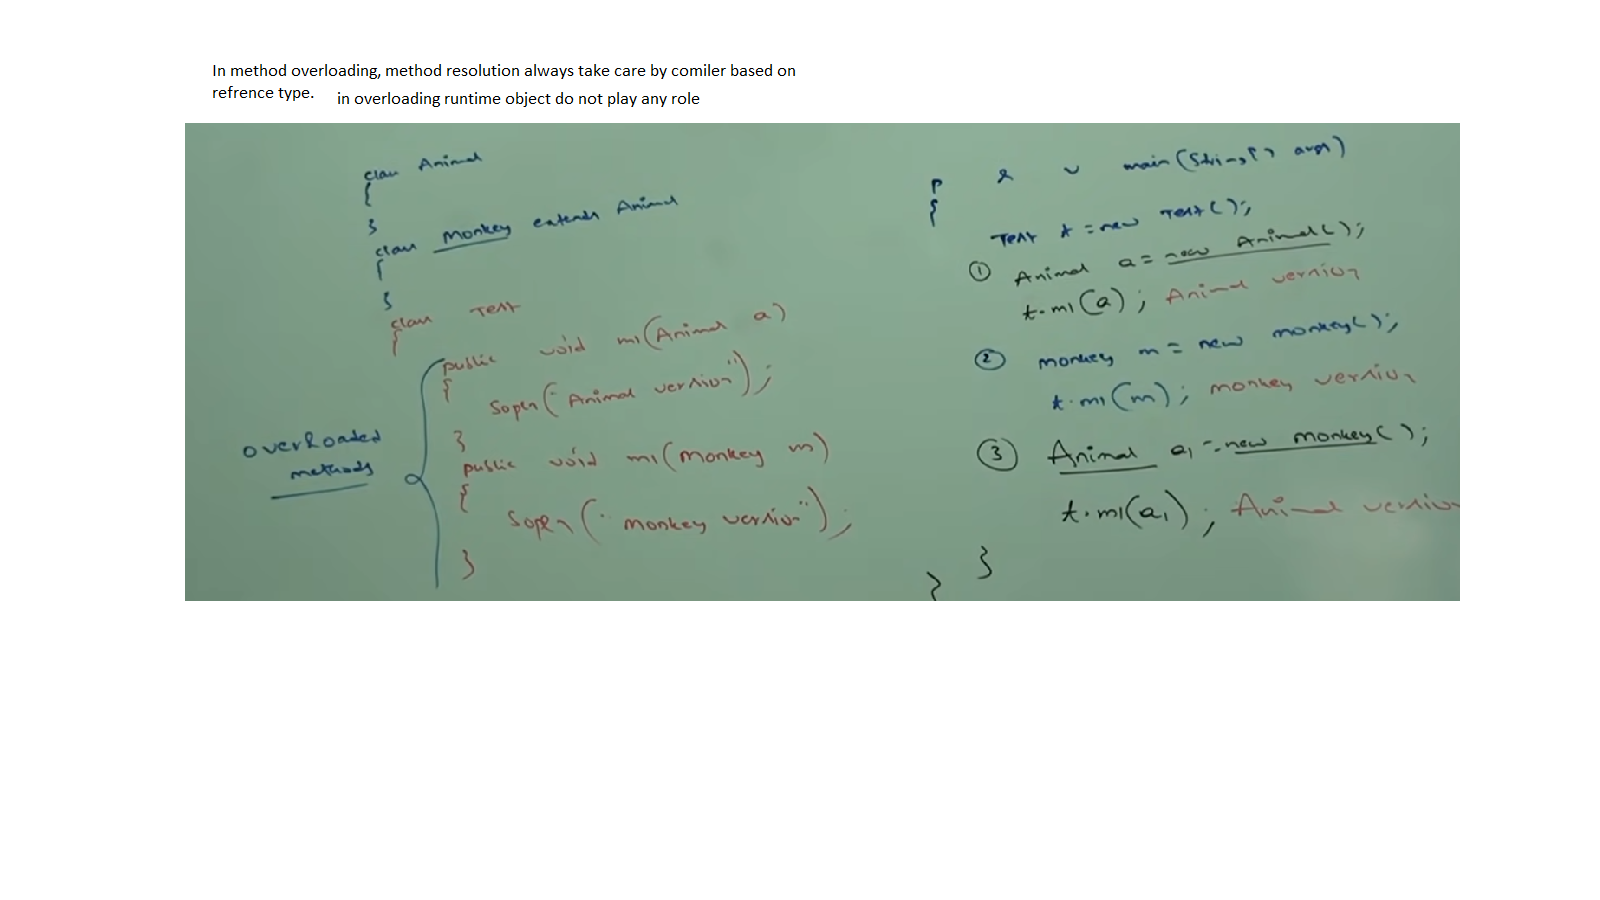 In method overloading, method resolution always take care by comiler based on
refrence type. in overloading runtime object do not play any role
class Animal
{
}
class monkey extends Animal
{
}
class Test
{
public void m1(Animal a)
{
Sopln("Animal version");
}
public void m1(monkey m)
{
Sopln("monkey version");
}
overloaded
methods
p s v main(String[] args)
{
Test t = new Test();
① Animal a = new Animal();
t.m1(a); Animal version
② monkey m = new monkey();
t.m1(m); monkey version
③ Animal a1 = new monkey();
t.m1(a1); Animal version
}
}